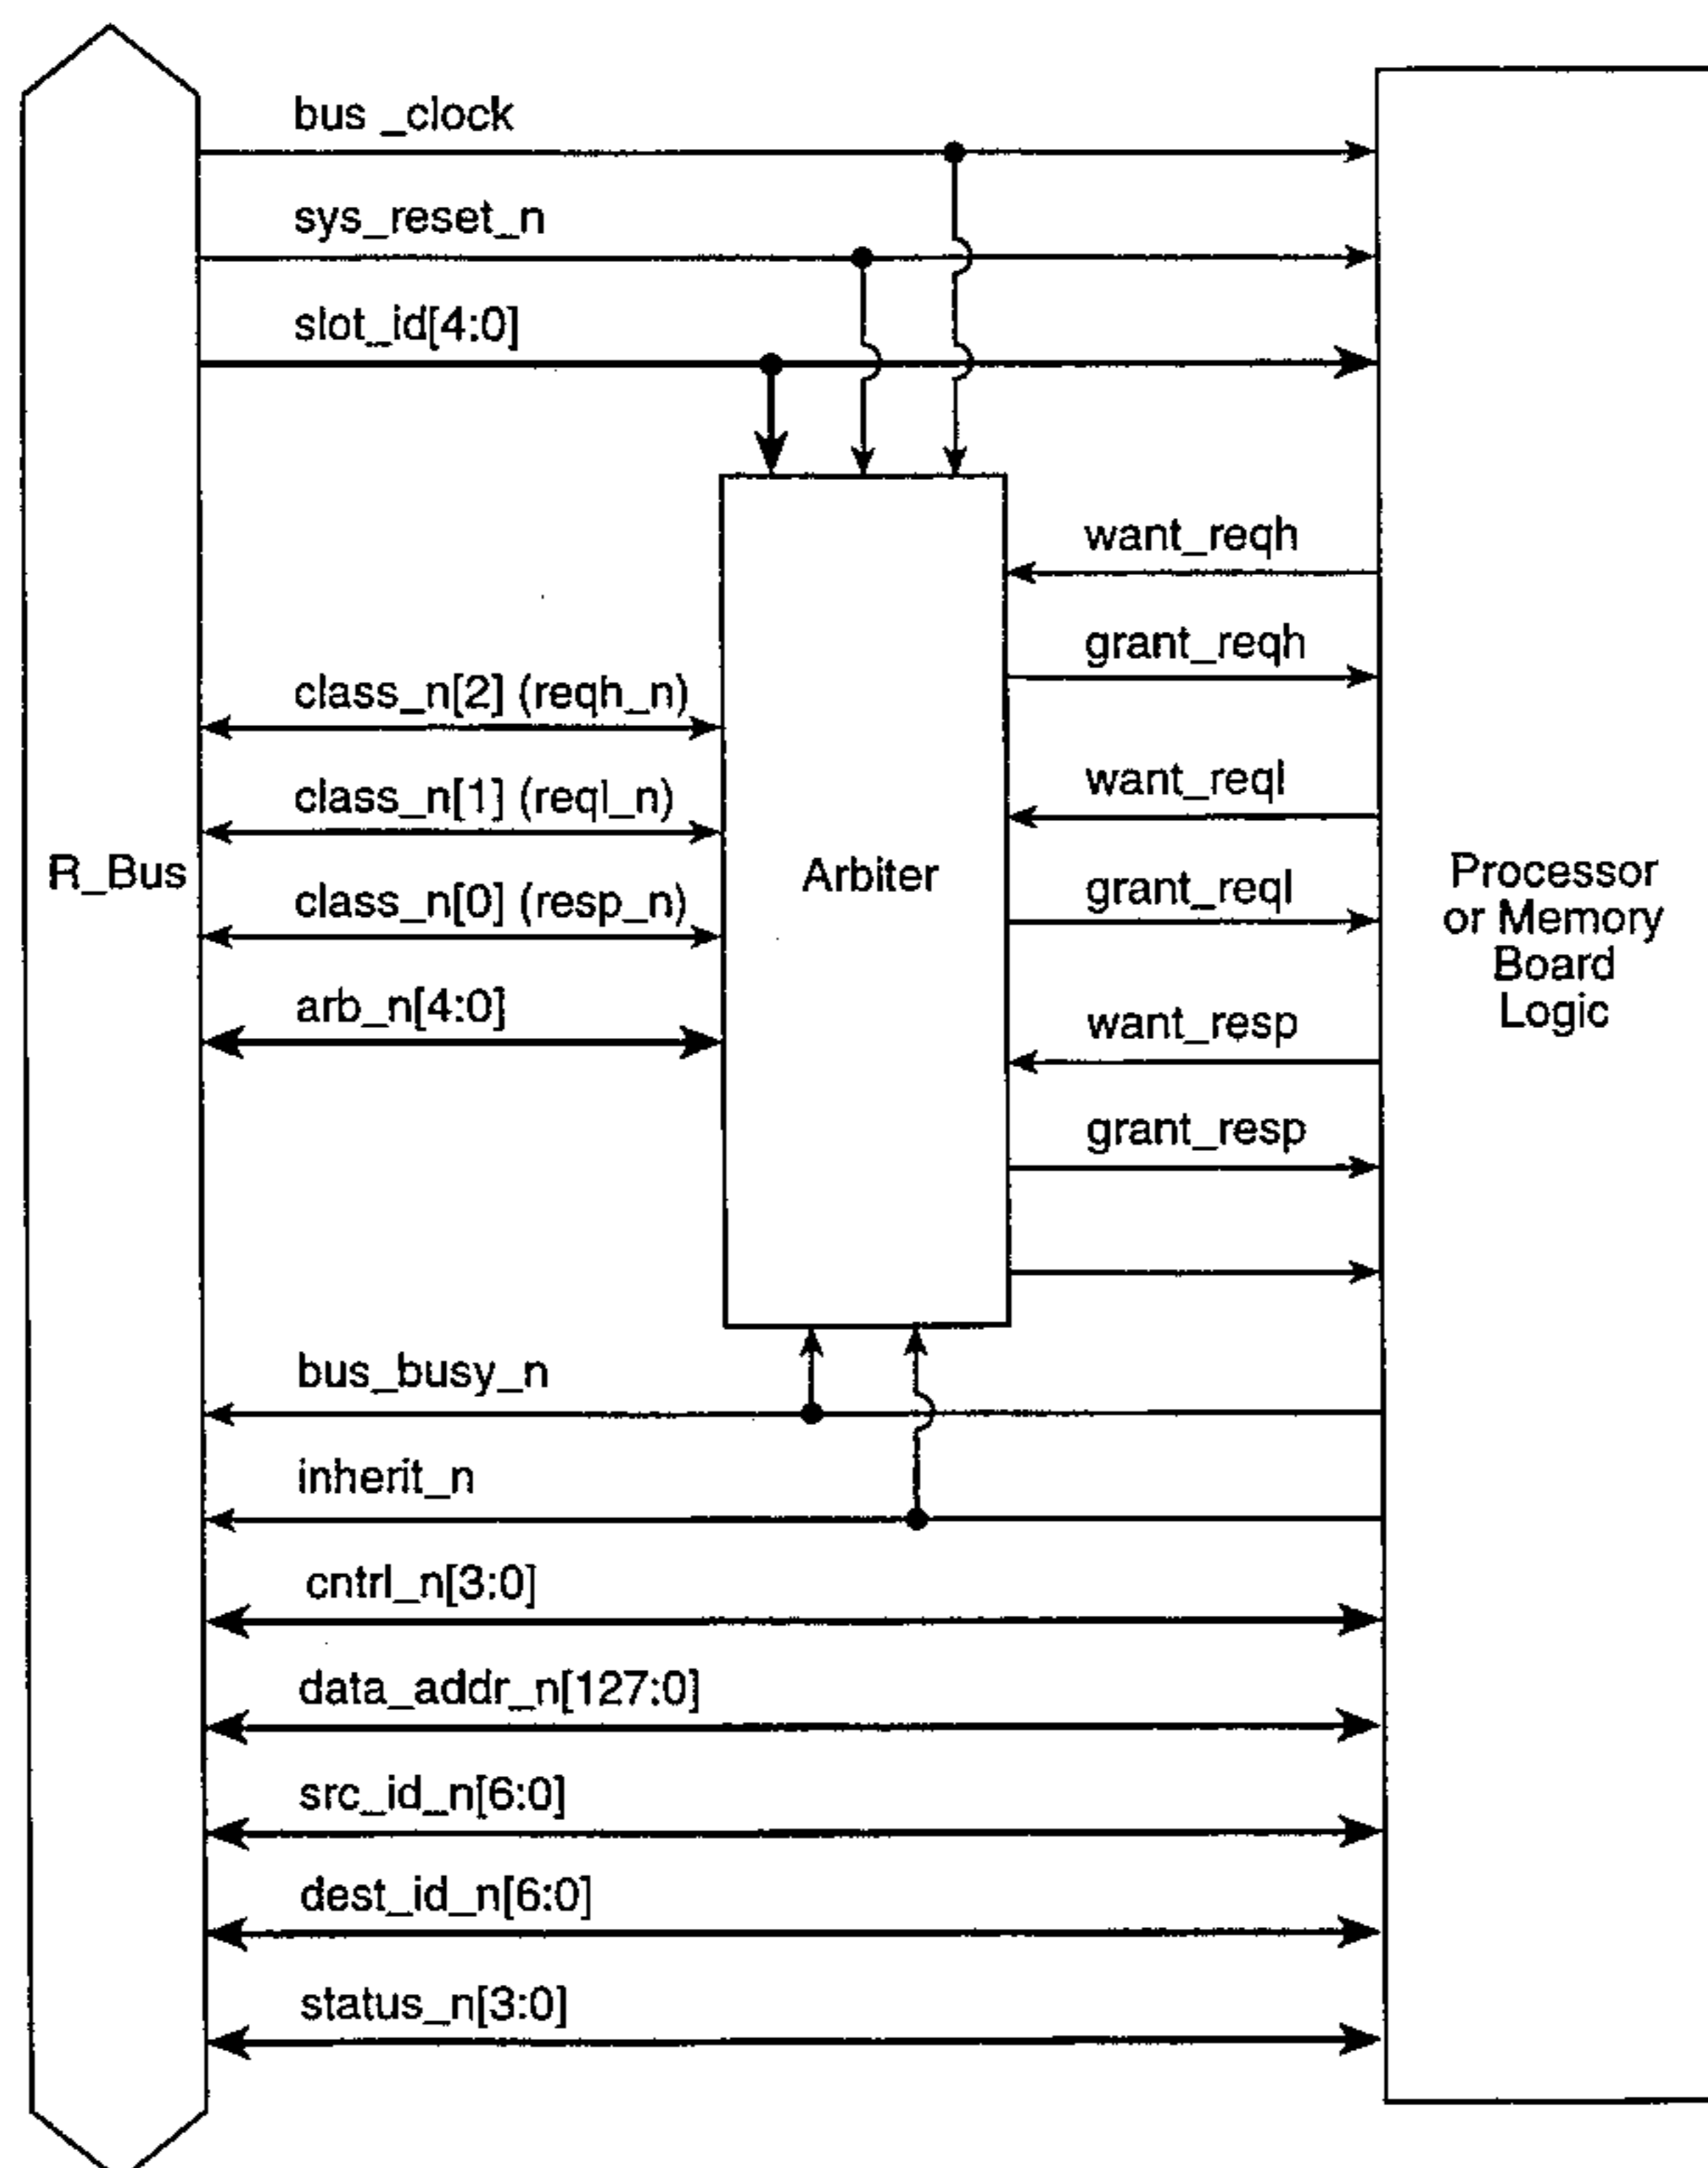 bus _clock
sys_reset_n
slot_id[4:0]
want_reqh
grant_reqh
class_n[2] (reqh_n)
want_reql
class_n[1] (reql_n)
R_Bus
Arbiter
grant_reql
Processor
or Memory
Board
Logic
class_n[0] (resp_n)
arb_n[4:0]
want_resp
grant_resp
bus_busy_n
inherit_n
cntrl_n[3:0]
data_addr_n[127:0]
src_id_n[6:0]
dest_id_n[6:0]
status_n[3:0]